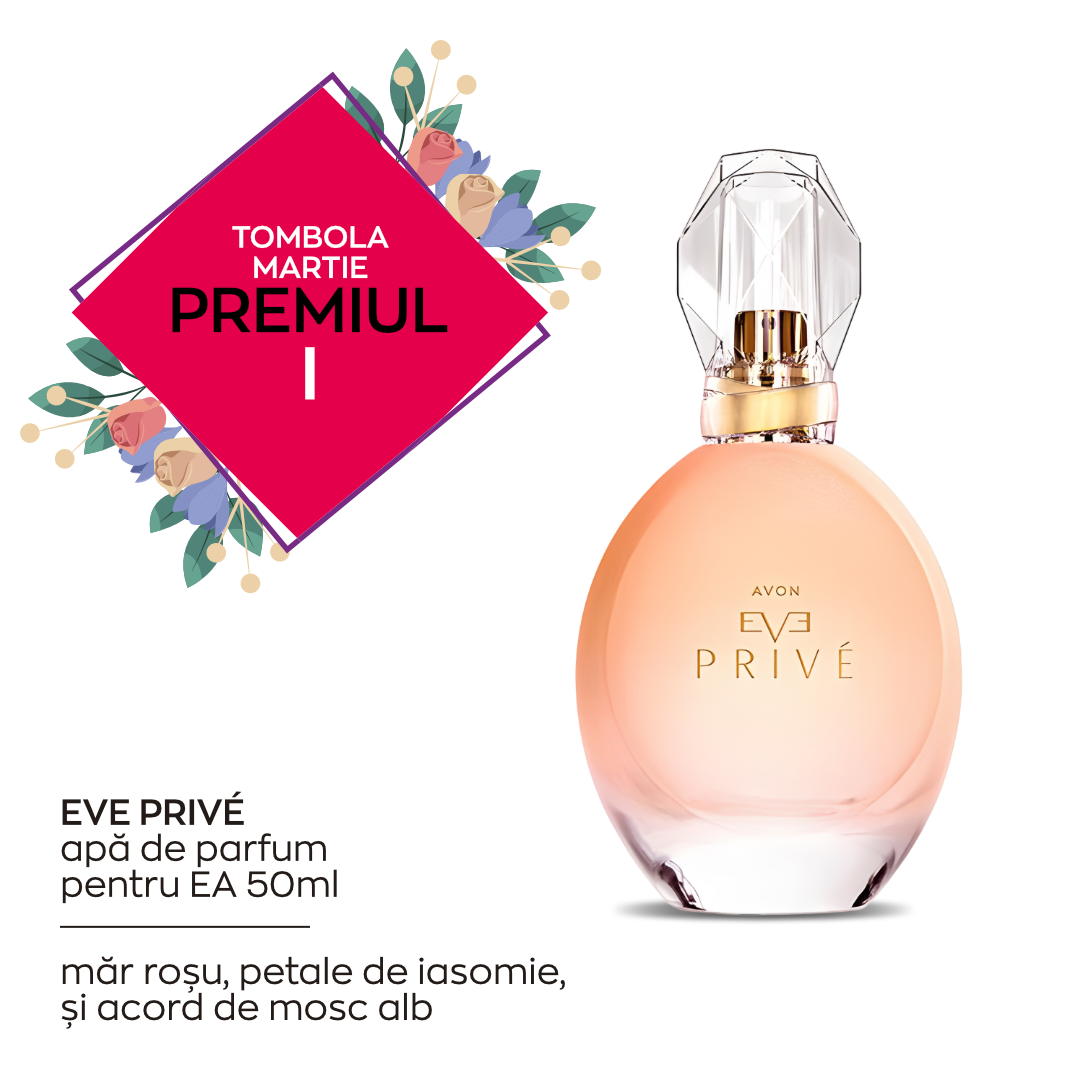 TOMBOLA
MARTIE
PREMIUL
I
AVON
EVE
PRIVÉ
EVE PRIVÉ
apă de parfum
pentru EA 50ml
măr roșu, petale de iasomie,
și acord de mosc alb